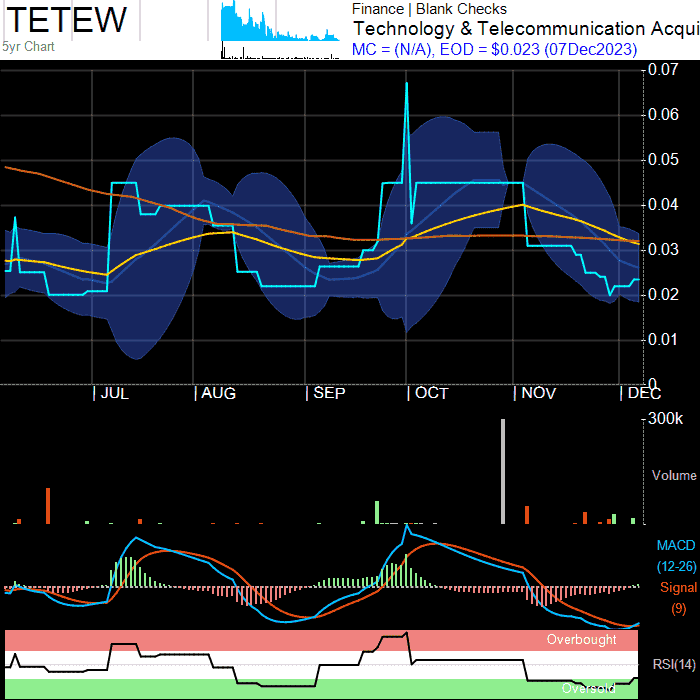 TETEW
5yr Chart
Finance | Blank Checks
Technology & Telecommunication Acqui
MC = (N/A), EOD = $0.023 (07Dec2023)
0.07
0.06
0.05
0.04
0.03
0.02
0.01
0
| JUL | AUG | SEP | OCT | NOV | DEC
300k
Volume
MACD
(12-26)
Signal
(9)
Overbought
RSI(14)
Oversold